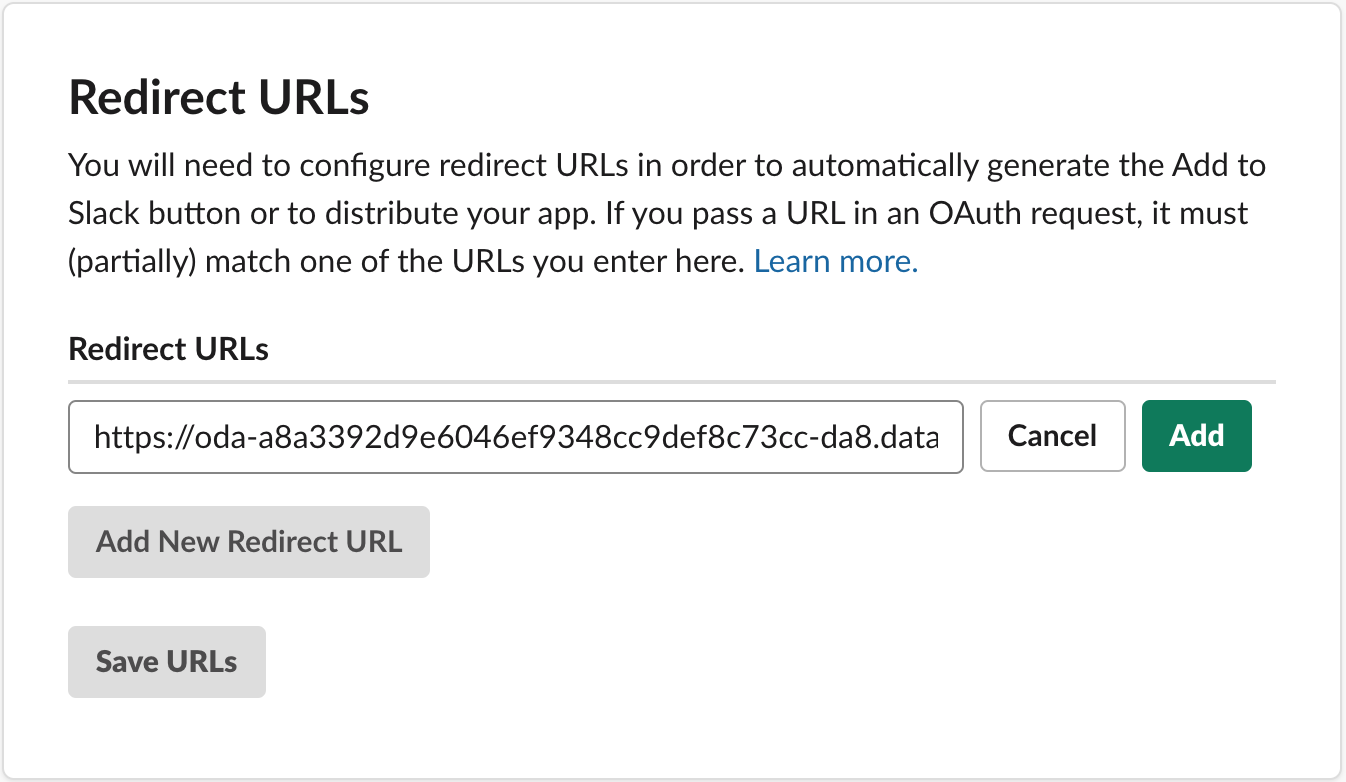 Redirect URLs
You will need to configure redirect URLs in order to automatically generate the Add to
Slack button or to distribute your app. If you pass a URL in an OAuth request, it must
(partially) match one of the URLs you enter here. Learn more.
Redirect URLs
https://oda-a8a3392d9e6046ef9348cc9def8c73cc-da8.data
Cancel
Add
Add New Redirect URL
Save URLs